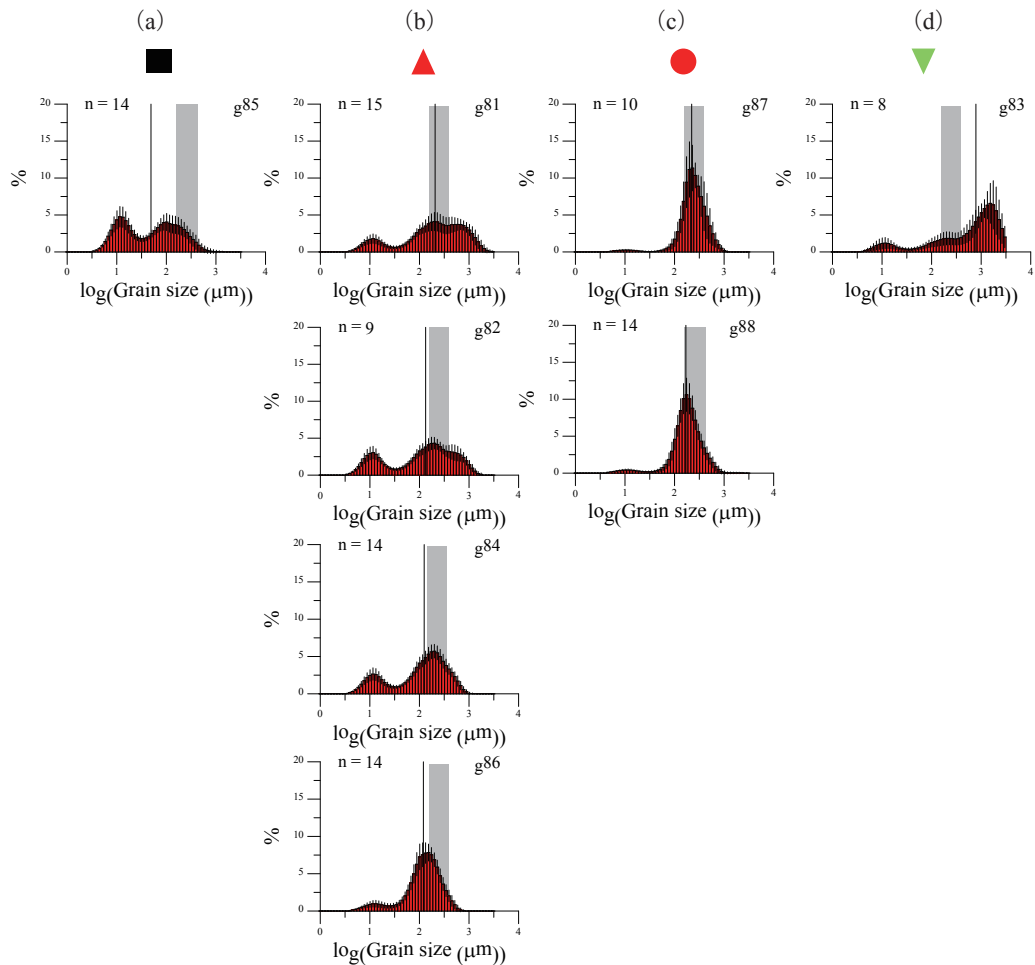 (a) (b) (c) (d)
n = 14 g85 n = 15 g81 n = 10 g87 n = 8 g83
20 20 20 20
15 15 15 15
% % % %
10 10 10 10
5 5 5 5
0 0 0 0
0 1 2 3 4 0 1 2 3 4 0 1 2 3 4 0 1 2 3 4
log(Grain size (μm)) log(Grain size (μm)) log(Grain size (μm)) log(Grain size (μm))
n = 9 g82 n = 14 g88
20 20
15 15
% %
10 10
5 5
0 0
0 1 2 3 4 0 1 2 3 4
log(Grain size (μm)) log(Grain size (μm))
n = 14 g84
20
15
%
10
5
0
0 1 2 3 4
log(Grain size (μm))
n = 14 g86
20
15
%
10
5
0
0 1 2 3 4
log(Grain size (μm))